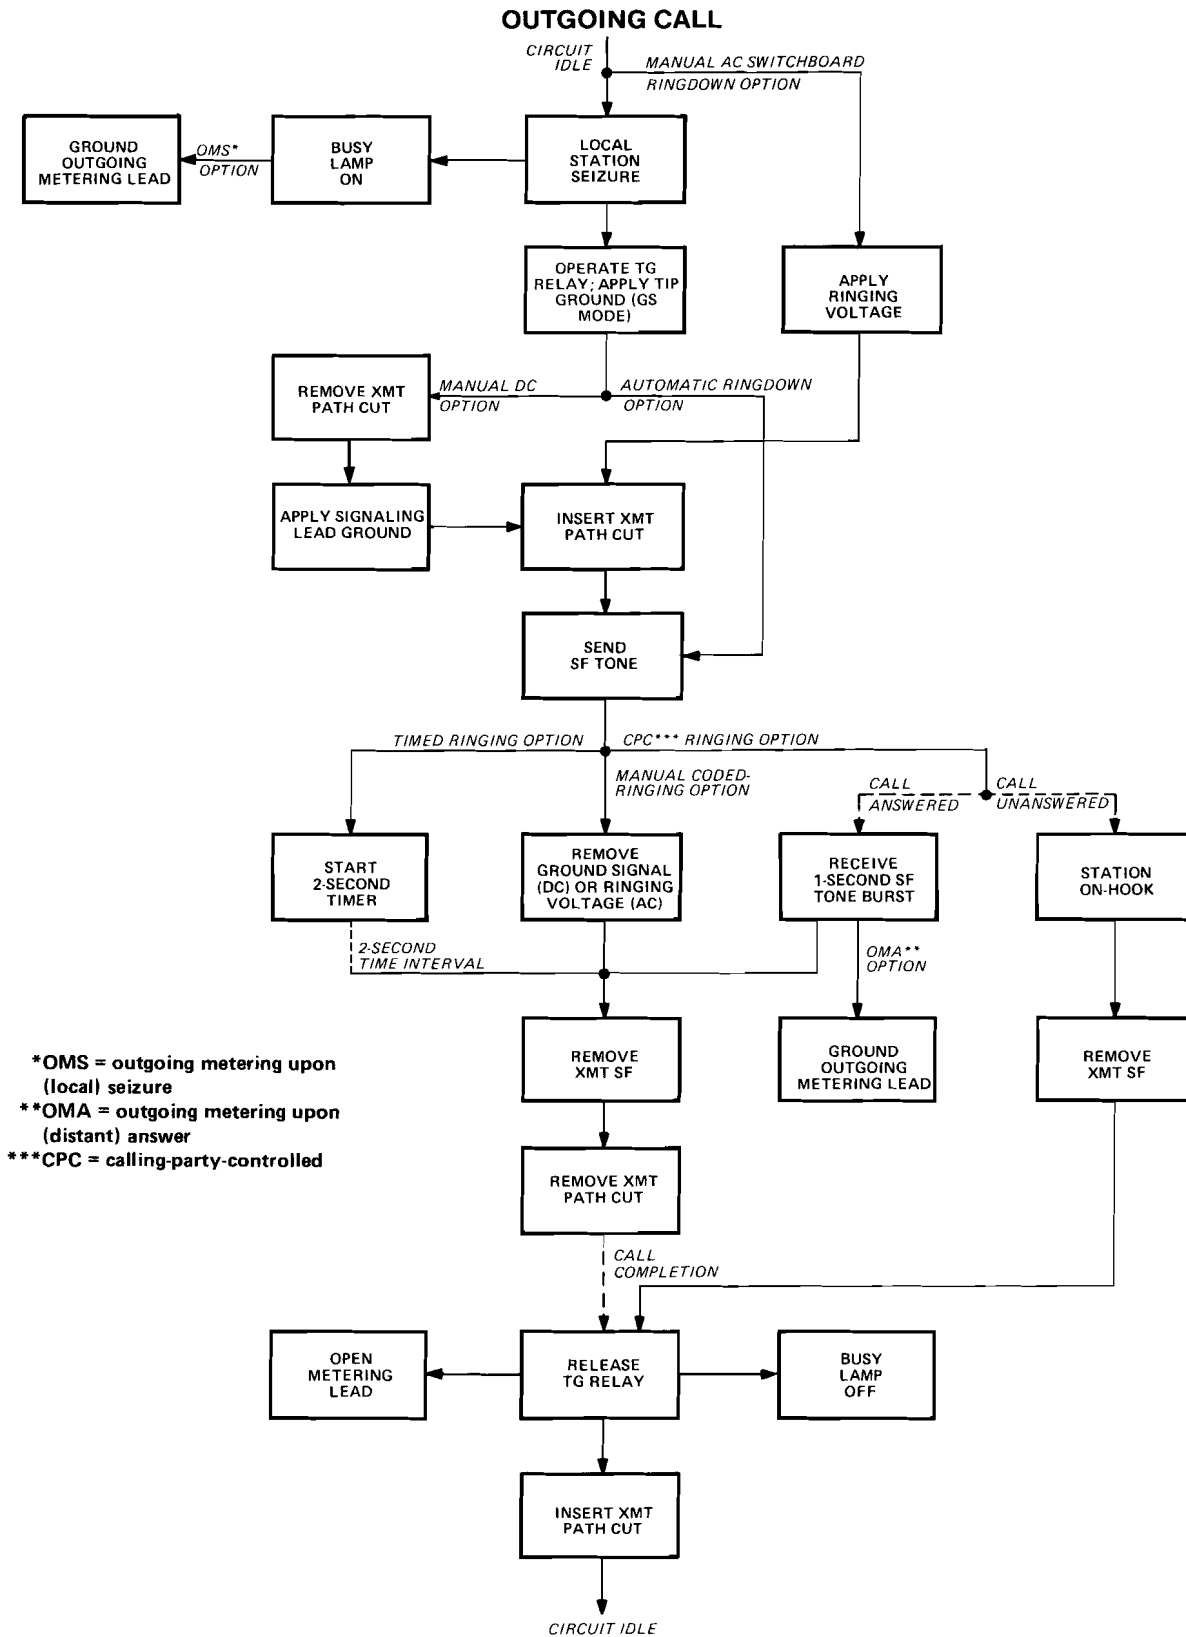 OUTGOING CALL
CIRCUIT
IDLE
MANUAL AC SWITCHBOARD
RINGDOWN OPTION
GROUND
OUTGOING
METERING LEAD
OMS*
OPTION
BUSY
LAMP
ON
LOCAL
STATION
SEIZURE
OPERATE TG
RELAY; APPLY TIP
GROUND (GS
MODE)
APPLY
RINGING
VOLTAGE
REMOVE XMT
PATH CUT
MANUAL DC
OPTION
AUTOMATIC RINGDOWN
OPTION
APPLY SIGNALING
LEAD GROUND
INSERT XMT
PATH CUT
SEND
SF TONE
TIMED RINGING OPTION
CPC*** RINGING OPTION
MANUAL CODED-
RINGING OPTION
CALL
ANSWERED
CALL
UNANSWERED
START
2-SECOND
TIMER
REMOVE
GROUND SIGNAL
(DC) OR RINGING
VOLTAGE (AC)
RECEIVE
1-SECOND SF
TONE BURST
STATION
ON-HOOK
2-SECOND
TIME INTERVAL
OMA**
OPTION
REMOVE
XMT SF
GROUND
OUTGOING
METERING LEAD
REMOVE
XMT SF
*OMS = outgoing metering upon
(local) seizure
**OMA = outgoing metering upon
(distant) answer
***CPC = calling-party-controlled
REMOVE XMT
PATH CUT
CALL
COMPLETION
OPEN
METERING
LEAD
RELEASE
TG RELAY
BUSY
LAMP
OFF
INSERT XMT
PATH CUT
CIRCUIT IDLE